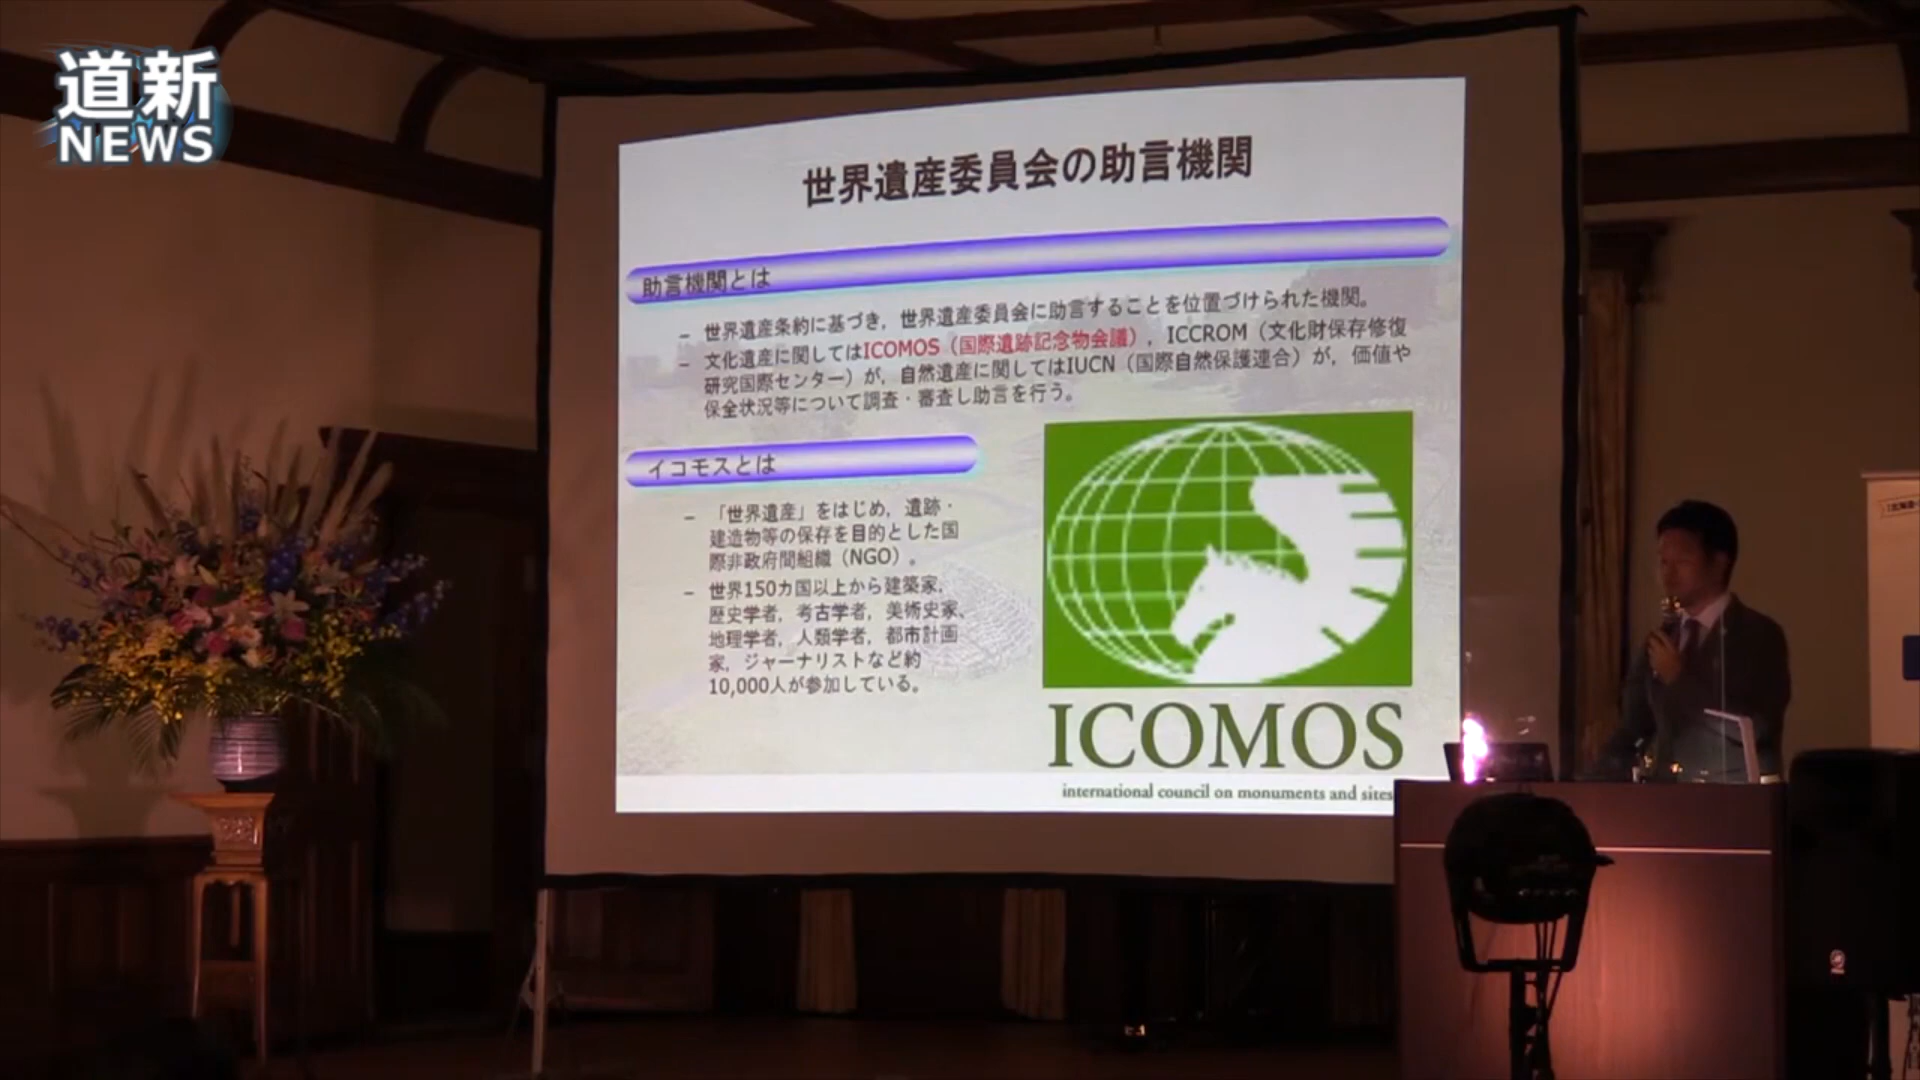 道新
NEWS
世界遺産委員会の助言機関
助言機関とは
– 世界遺産条約に基づき，世界遺産委員会に助言することを位置づけられた機関。
– 文化遺産に関してはICOMOS（国際遺跡記念物会議），ICCROM（文化財保存修復
研究国際センター）が，自然遺産に関してはIUCN（国際自然保護連合）が，価値や
保全状況等について調査・審査し助言を行う。
イコモスとは
– 「世界遺産」をはじめ，遺跡・
建造物等の保存を目的とした国
際非政府間組織（NGO）。
– 世界150カ国以上から建築家，
歴史学者，考古学者，美術史家、
地理学者，人類学者，都市計画
家，ジャーナリストなど約
10,000人が参加している。
ICOMOS
international council on monuments and sites